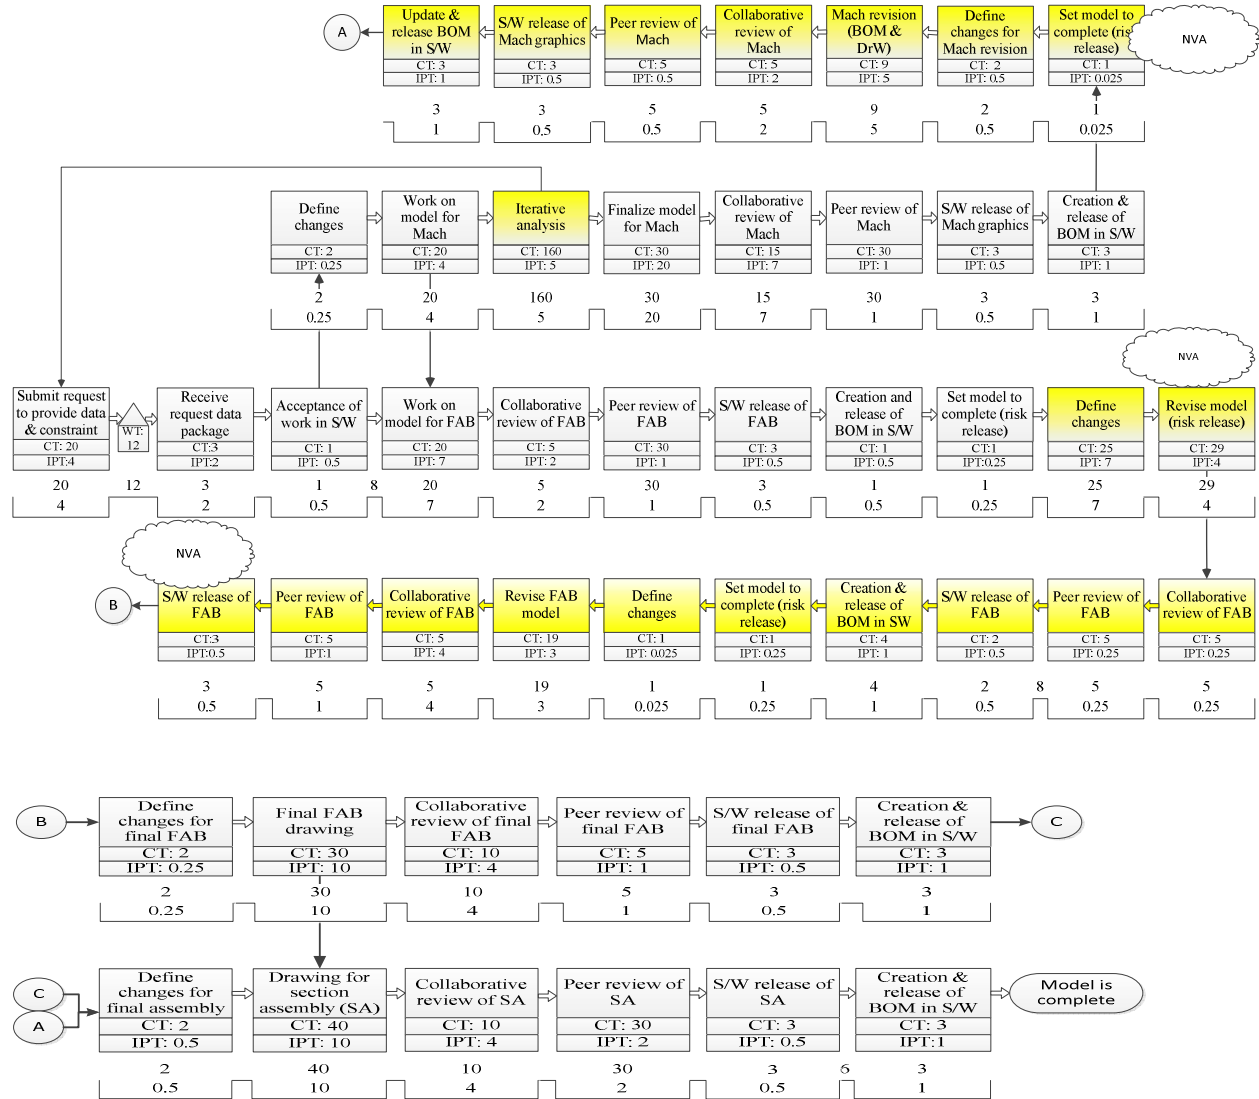 A
Update &
release BOM
in S/W
CT: 3
IPT: 1
S/W release of
Mach graphics
CT: 3
IPT: 0.5
Peer review of
Mach
CT: 5
IPT: 0.5
Collaborative
review of
Mach
CT: 5
IPT: 2
Mach revision
(BOM &
DrW)
CT: 9
IPT: 5
Define
changes for
Mach revision
CT: 2
IPT: 0.5
Set model to
complete (risk
release)
CT: 1
IPT: 0.025
NVA
3 3 5 5 9 2 1
1 0.5 0.5 2 5 0.5 0.025
Define
changes
CT: 2
IPT: 0.25
Work on
model for
Mach
CT: 20
IPT: 4
Iterative
analysis
CT: 160
IPT: 5
Finalize model
for Mach
CT: 30
IPT: 20
Collaborative
review of
Mach
CT: 15
IPT: 7
Peer review of
Mach
CT: 30
IPT: 1
S/W release of
Mach graphics
CT: 3
IPT: 0.5
Creation &
release of
BOM in S/W
CT: 3
IPT: 1
2 20 160 30 15 30 3 3
0.25 4 5 20 7 1 0.5 1
NVA
Submit request
to provide data
& constraint
CT: 20
IPT:4
WT:
12
Receive
request data
package
CT:3
IPT:2
Acceptance of
work in S/W
CT: 1
IPT: 0.5
Work on
model for FAB
CT: 20
IPT: 7
Collaborative
review of FAB
CT: 5
IPT: 2
Peer review of
FAB
CT: 30
IPT: 1
S/W release of
FAB
CT: 3
IPT: 0.5
Creation and
release of
BOM in S/W
CT: 1
IPT: 0.5
Set model to
complete (risk
release)
CT:1
IPT:0.25
Define
changes
CT: 25
IPT: 7
Revise model
(risk release)
CT: 29
IPT:4
20 12 3 1 8 20 5 30 3 1 1 25 29
4 2 0.5 7 2 1 0.5 0.5 0.25 7 4
NVA
B
S/W release of
FAB
CT:3
IPT:0.5
Peer review of
FAB
CT: 5
IPT:1
Collaborative
review of FAB
CT: 5
IPT: 4
Revise FAB
model
CT: 19
IPT: 3
Define
changes
CT: 1
IPT: 0.025
Set model to
complete (risk
release)
CT:1
IPT: 0.25
Creation &
release of
BOM in SW
CT: 4
IPT: 1
S/W release of
FAB
CT: 2
IPT: 0.5
Peer review of
FAB
CT: 5
IPT: 0.25
Collaborative
review of FAB
CT: 5
IPT: 0.25
3 5 5 19 1 1 4 2 8 5 5
0.5 1 4 3 0.025 0.25 1 0.5 0.25 0.25
B
Define
changes for
final FAB
CT: 2
IPT: 0.25
Final FAB
drawing
CT: 30
IPT: 10
Collaborative
review of final
FAB
CT: 10
IPT: 4
Peer review of
final FAB
CT: 5
IPT: 1
S/W release of
final FAB
CT: 3
IPT: 0.5
Creation &
release of
BOM in S/W
CT: 3
IPT: 1
C
2 30 10 5 3 3
0.25 10 4 1 0.5 1
C
A
Define
changes for
final assembly
CT: 2
IPT: 0.5
Drawing for
section
assembly (SA)
CT: 40
IPT: 10
Collaborative
review of SA
CT: 10
IPT: 4
Peer review of
SA
CT: 30
IPT: 2
S/W release of
SA
CT: 3
IPT: 0.5
Creation &
release of
BOM in S/W
CT: 3
IPT:1
Model is
complete
2 40 10 30 3 6 3
0.5 10 4 2 0.5 1